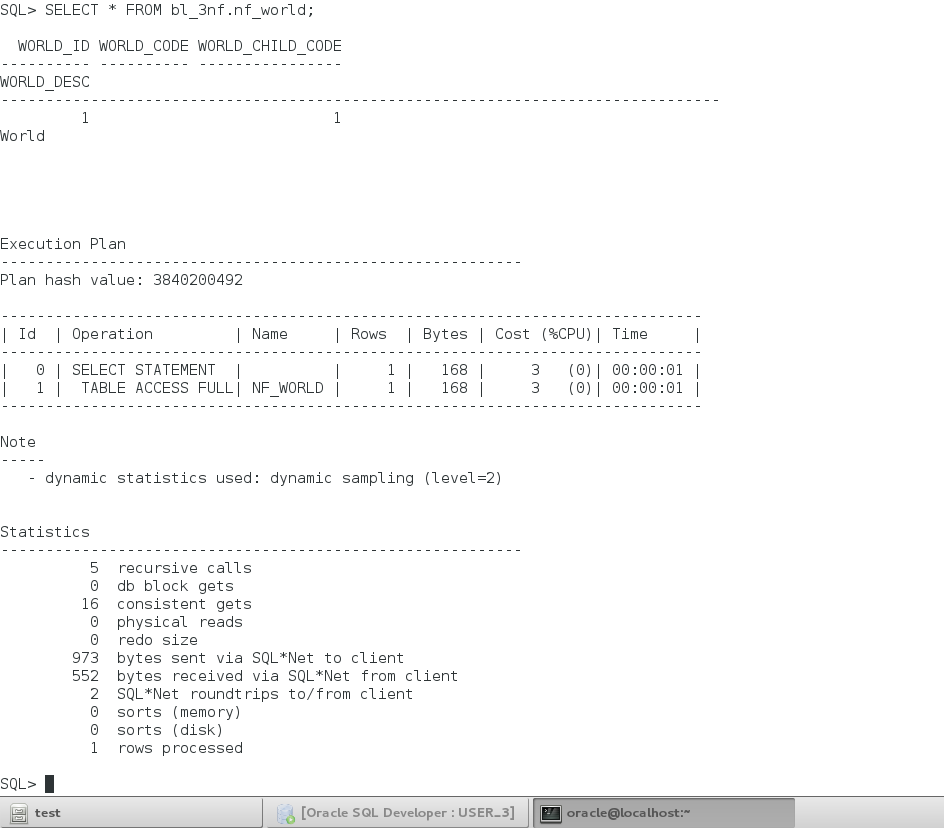 SQL> SELECT * FROM bl_3nf.nf_world;
  WORLD_ID WORLD_CODE WORLD_CHILD_CODE
---------- ---------- ----------------
WORLD_DESC
--------------------------------------------------------------------------------
         1                           1
World
Execution Plan
----------------------------------------------------------
Plan hash value: 3840200492
------------------------------------------------------------------------------
| Id  | Operation         | Name     | Rows  | Bytes | Cost (%CPU)| Time     |
------------------------------------------------------------------------------
|   0 | SELECT STATEMENT  |          |     1 |   168 |     3   (0)| 00:00:01 |
|   1 |  TABLE ACCESS FULL| NF_WORLD |     1 |   168 |     3   (0)| 00:00:01 |
------------------------------------------------------------------------------
Note
-----
   - dynamic statistics used: dynamic sampling (level=2)
Statistics
----------------------------------------------------------
          5  recursive calls
          0  db block gets
         16  consistent gets
          0  physical reads
          0  redo size
        973  bytes sent via SQL*Net to client
        552  bytes received via SQL*Net from client
          2  SQL*Net roundtrips to/from client
          0  sorts (memory)
          0  sorts (disk)
          1  rows processed
SQL>
test [Oracle SQL Developer : USER_3] oracle@localhost:~